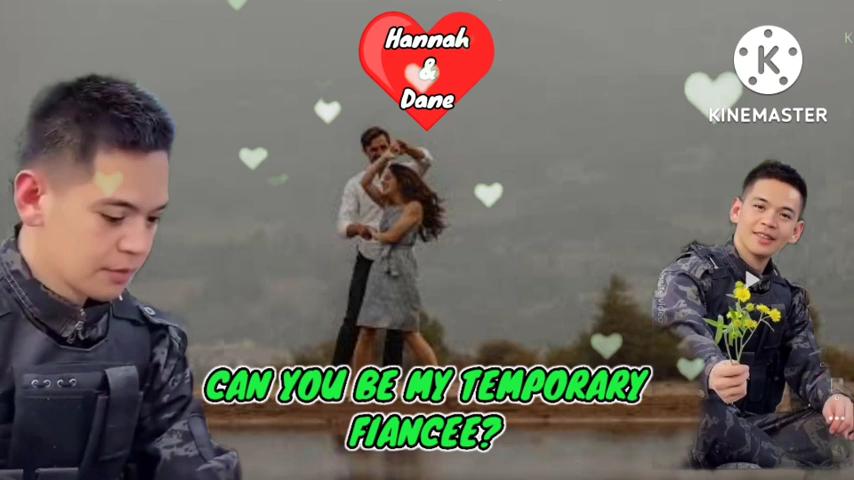 Hannah
&
Dane
K
K
KINEMASTER
CAN YOU BE MY TEMPORARY
FIANCEE?